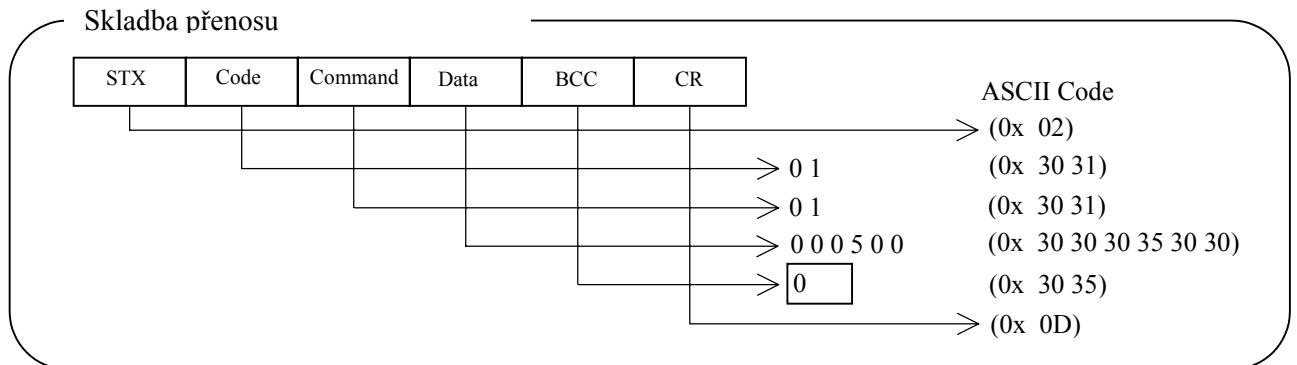 Skladba přenosu
STX Code Command Data BCC CR
ASCII Code
(0x 02)
0 1 (0x 30 31)
0 1 (0x 30 31)
0 0 0 5 0 0 (0x 30 30 30 35 30 30)
0 (0x 30 35)
(0x 0D)